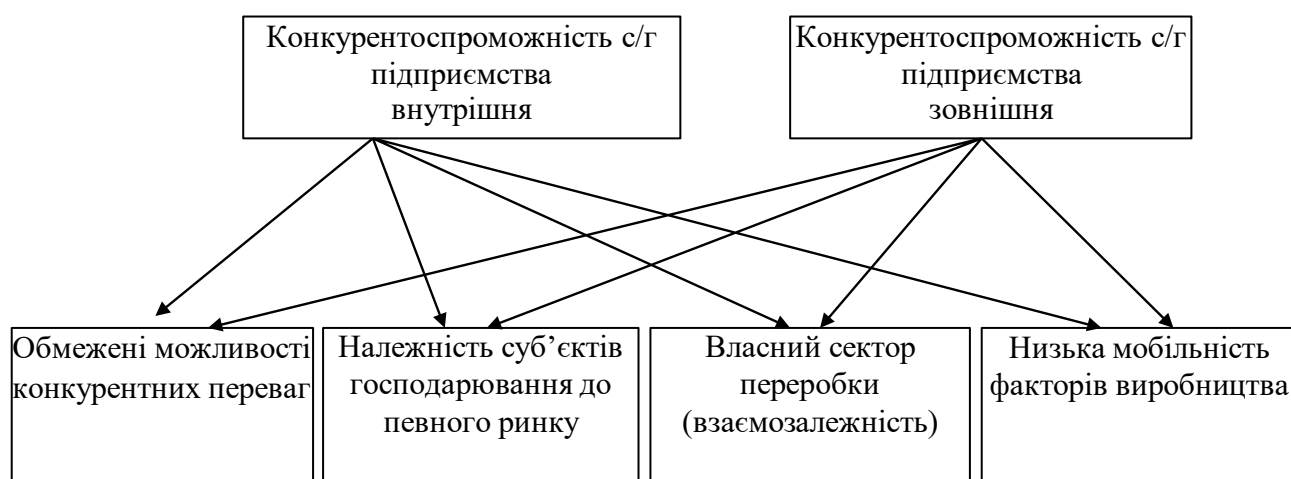 Конкурентоспроможність с/г
підприємства
внутрішня
Конкурентоспроможність с/г
підприємства
зовнішня
Обмежені можливості
конкурентних переваг
Належність суб’єктів
господарювання до
певного ринку
Власний сектор
переробки
(взаємозалежність)
Низька мобільність
факторів виробництва